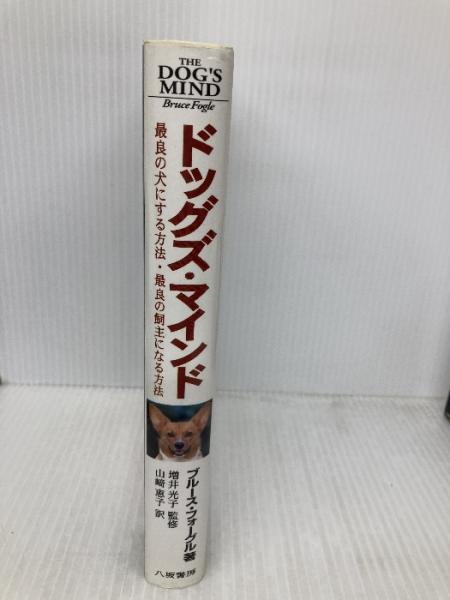 THE
DOG'S
MIND
Bruce Fogle
ドッグズ・マインド
最良の犬にする方法・最良の飼主になる方法
ブルース・フォーグル 著
増井光子 監修
山崎恵子 訳
八坂書房